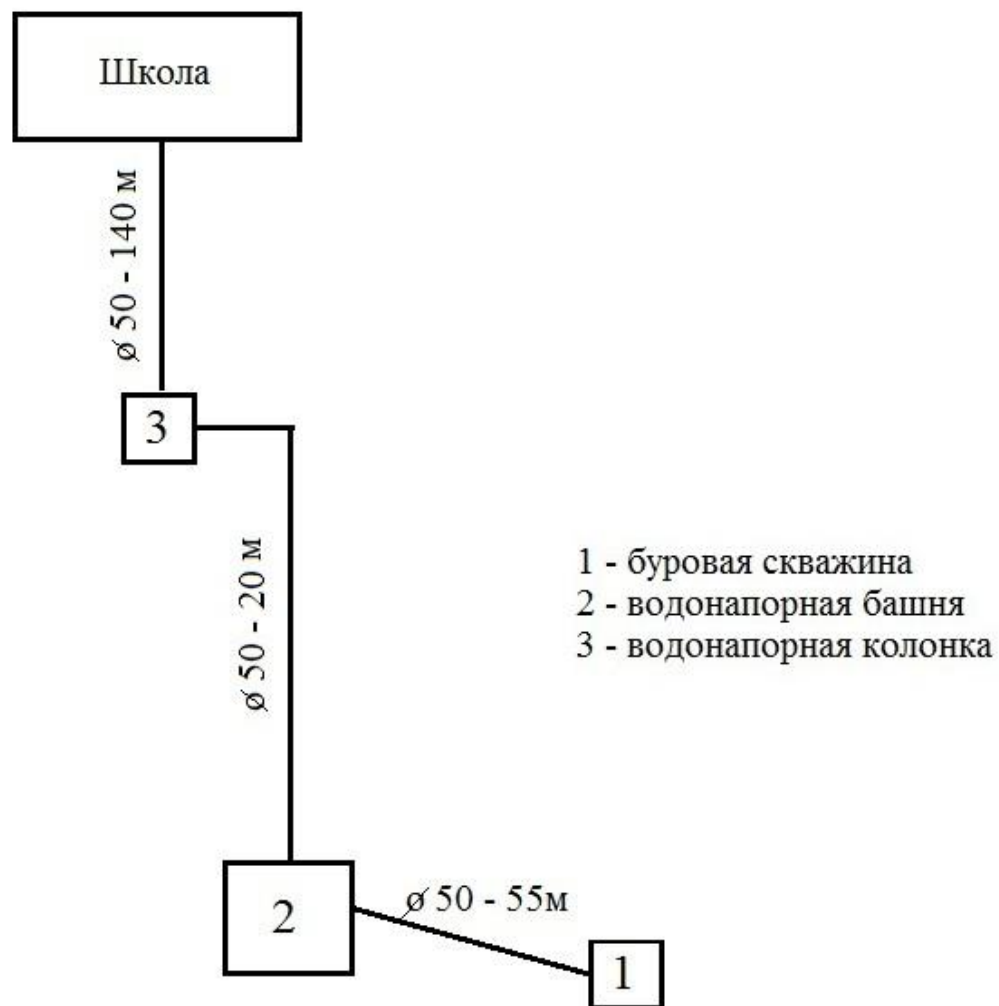 Школа
ø 50 - 140 м
3
ø 50 - 20 м
1 - буровая скважина
2 - водонапорная башня
3 - водонапорная колонка
2
ø 50 - 55м
1